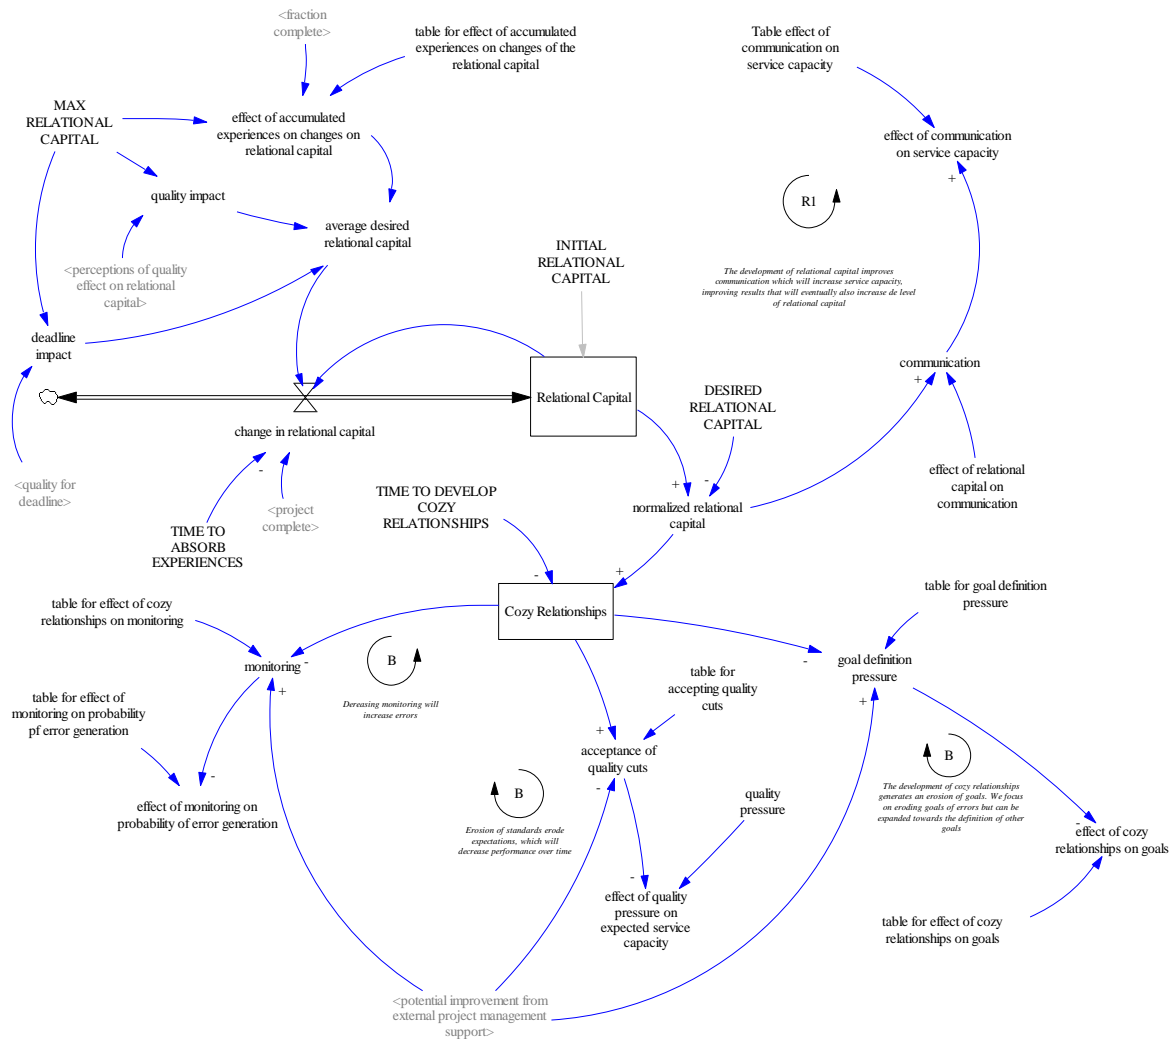 <fraction
complete>
table for effect of accumulated
experiences on changes of the
relational capital
Table effect of
communication on
service capacity
MAX
RELATIONAL
CAPITAL
effect of accumulated
experiences on changes on
relational capital
effect of communication
on service capacity
+
quality impact
R1
average desired
relational capital
INITIAL
RELATIONAL
CAPITAL
<perceptions of quality
effect on relational
capital>
The development of relational capital improves
communication which will increase service capacity,
improving results that will eventually also increase de level
of relational capital
deadline
impact
communication
+
Relational Capital
DESIRED
RELATIONAL
CAPITAL
change in relational capital
-
<quality for
deadline>
<project
complete>
TIME TO
ABSORB
EXPERIENCES
TIME TO DEVELOP
COZY
RELATIONSHIPS
+
-
normalized relational
capital
effect of relational
capital on
communication
-
+
Cozy Relationships
table for goal definition
pressure
table for effect of cozy
relationships on monitoring
monitoring
-
+
B
Dereasing monitoring will
increase errors
table for
accepting quality
cuts
-
goal definition
pressure
+
table for effect of
monitoring on probability
pf error generation
-
effect of monitoring on
probability of error generation
+
acceptance of
quality cuts
-
B
Erosion of standards erode
expectations, which will
decrease performance over time
quality
pressure
B
The development of cozy relationships
generates an erosion of goals. We focus
on eroding goals of errors but can be
expanded towards the definition of other
goals
-
effect of cozy
relationships on goals
-
effect of quality
pressure on
expected service
capacity
table for effect of cozy
relationships on goals
<potential improvement from
external project management
support>